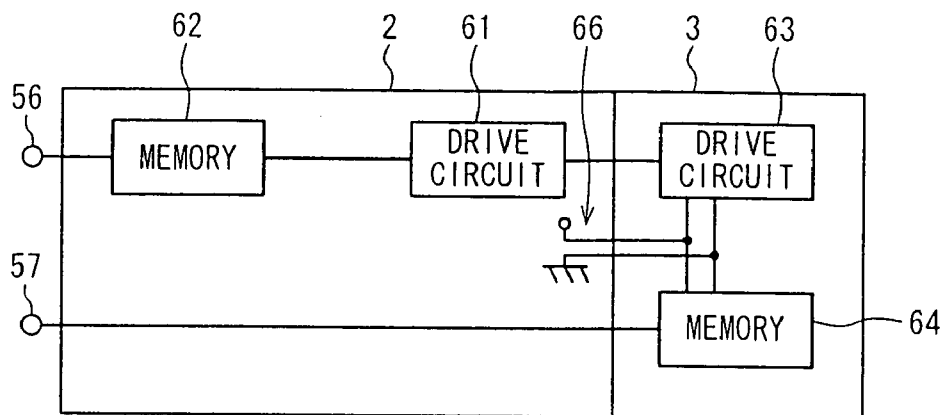 62
2
61
66
3
63
56
MEMORY
DRIVE
CIRCUIT
DRIVE
CIRCUIT
57
MEMORY
64